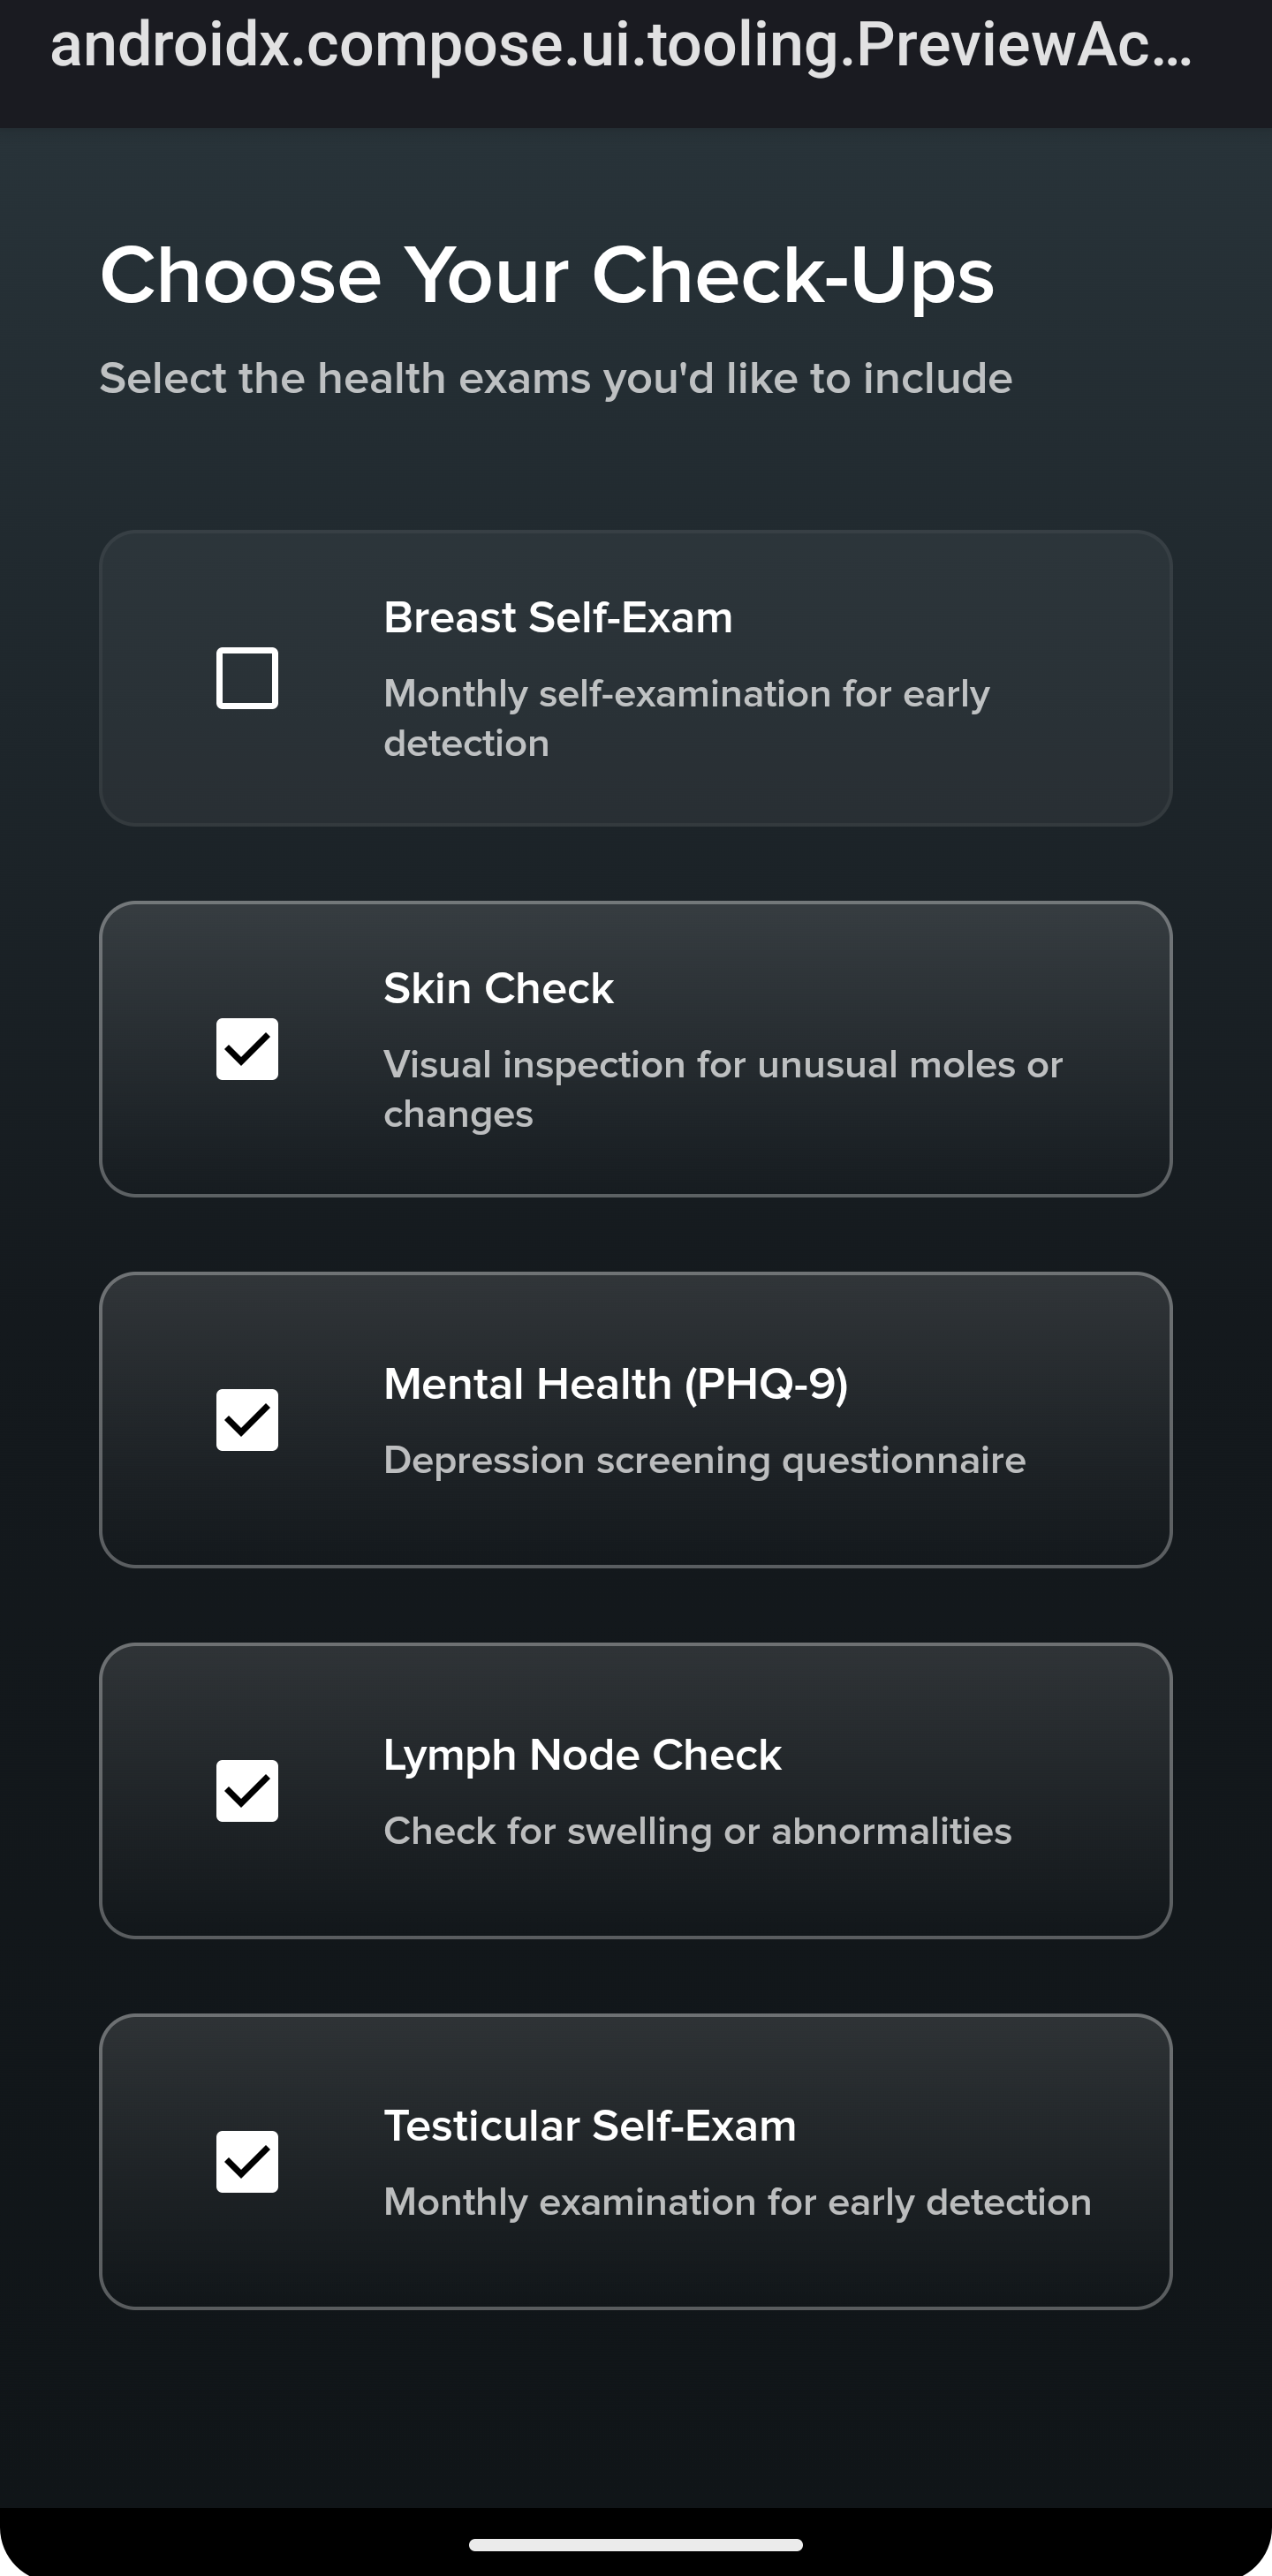 androidx.compose.ui.tooling.PreviewAc...
Choose Your Check-Ups
Select the health exams you'd like to include
Breast Self-Exam
Monthly self-examination for early
detection
Skin Check
Visual inspection for unusual moles or
changes
Mental Health (PHQ-9)
Depression screening questionnaire
Lymph Node Check
Check for swelling or abnormalities
Testicular Self-Exam
Monthly examination for early detection